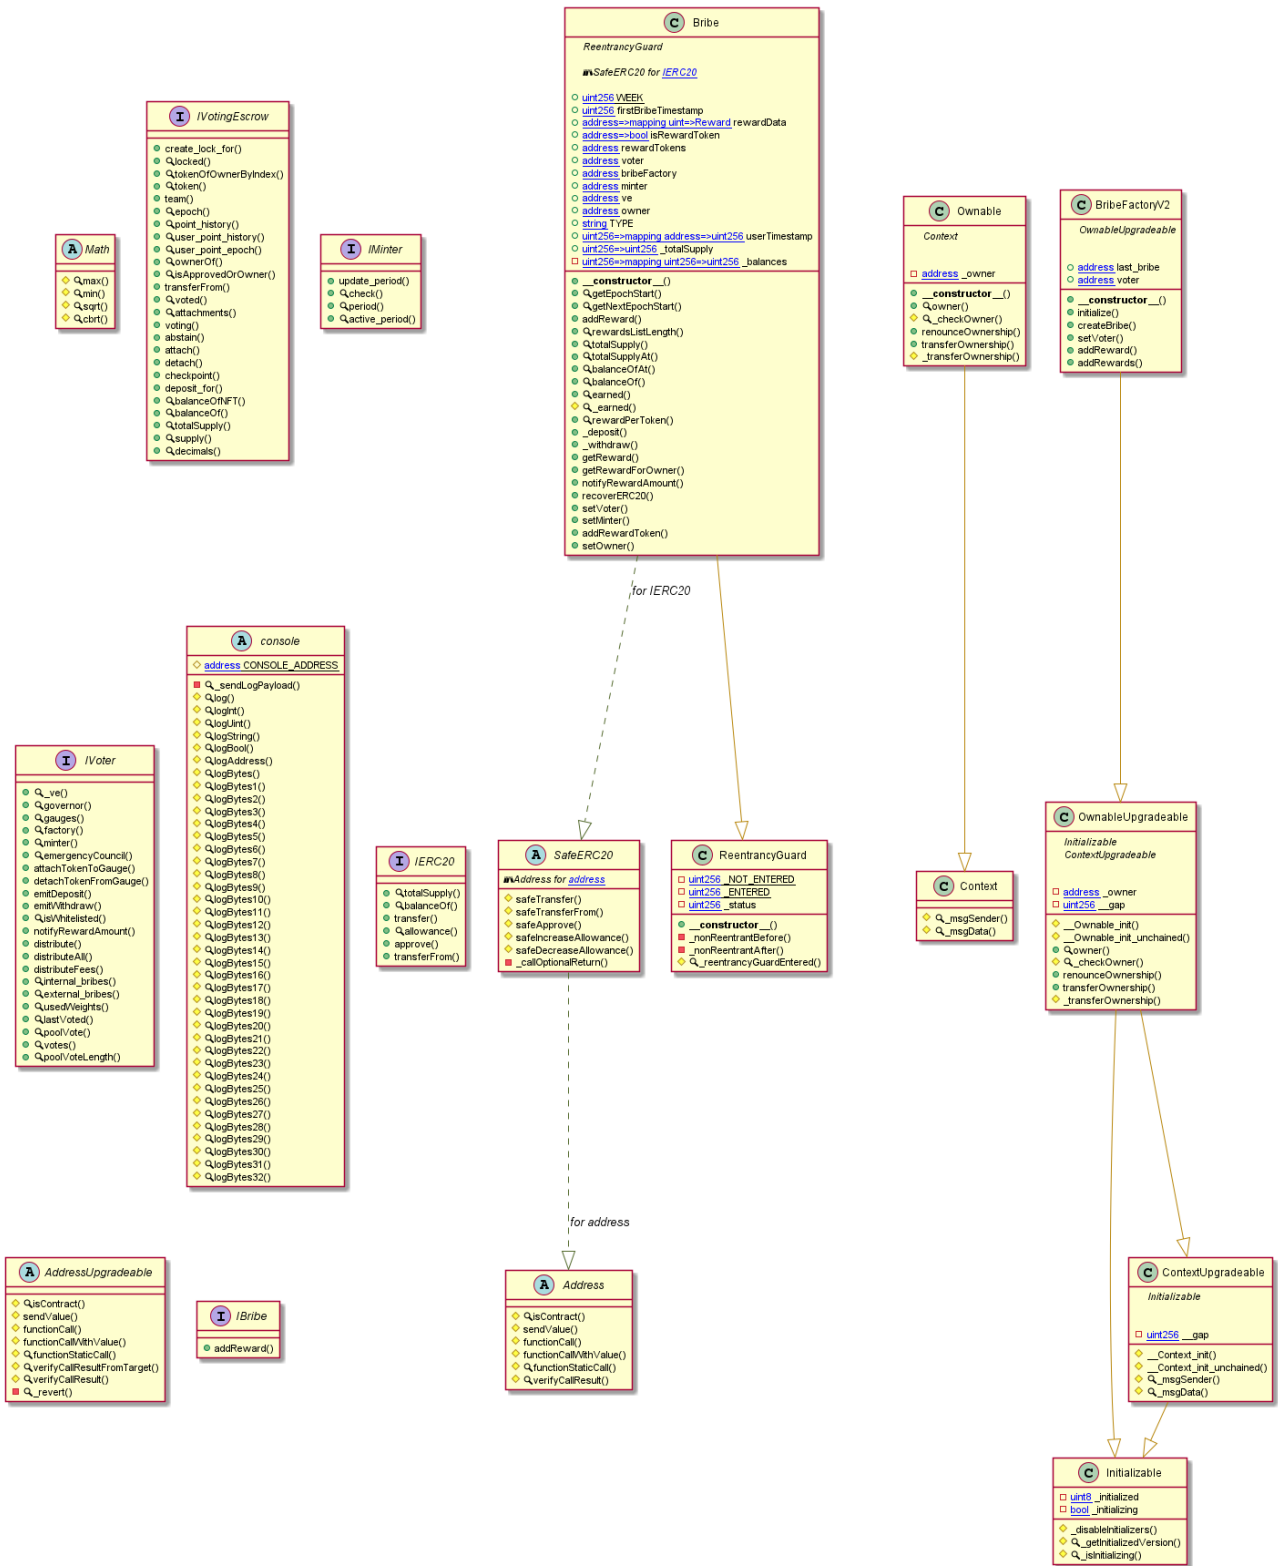 C Bribe
ReentrancyGuard
SafeERC20 for IERC20
uint256 WEEK
uint256 firstBribeTimestamp
address=>mapping uint=>Reward rewardData
address=>bool isRewardToken
address rewardTokens
address voter
address bribeFactory
address minter
address ve
address owner
string TYPE
uint256=>mapping address=>uint256 userTimestamp
uint256=>uint256 _totalSupply
uint256=>mapping uint256=>uint256 _balances
__constructor__()
getEpochStart()
getNextEpochStart()
addReward()
rewardsListLength()
totalSupply()
totalSupplyAt()
balanceOfAt()
balanceOf()
earned()
_earned()
rewardPerToken()
_deposit()
_withdraw()
getReward()
getRewardForOwner()
notifyRewardAmount()
recoverERC20()
setVoter()
setMinter()
addRewardToken()
setOwner()
I IVotingEscrow
create_lock_for()
locked()
tokenOfOwnerByIndex()
token()
team()
epoch()
point_history()
user_point_history()
user_point_epoch()
ownerOf()
isApprovedOrOwner()
transferFrom()
voted()
attachments()
voting()
abstain()
attach()
detach()
checkpoint()
deposit_for()
balanceOfNFT()
balanceOf()
totalSupply()
supply()
decimals()
A Math
max()
min()
sqrt()
cbrt()
I IMinter
update_period()
check()
period()
active_period()
C Ownable
Context
address _owner
__constructor__()
owner()
_checkOwner()
renounceOwnership()
transferOwnership()
_transferOwnership()
C BribeFactoryV2
OwnableUpgradeable
address last_bribe
address voter
__constructor__()
initialize()
createBribe()
setVoter()
addReward()
addRewards()
for IERC20
A console
address CONSOLE_ADDRESS
_sendLogPayload()
log()
logInt()
logUint()
logString()
logBool()
logAddress()
logBytes()
logBytes1()
logBytes2()
logBytes3()
logBytes4()
logBytes5()
logBytes6()
logBytes7()
logBytes8()
logBytes9()
logBytes10()
logBytes11()
logBytes12()
logBytes13()
logBytes14()
logBytes15()
logBytes16()
logBytes17()
logBytes18()
logBytes19()
logBytes20()
logBytes21()
logBytes22()
logBytes23()
logBytes24()
logBytes25()
logBytes26()
logBytes27()
logBytes28()
logBytes29()
logBytes30()
logBytes31()
logBytes32()
I IVoter
_ve()
governor()
gauges()
factory()
minter()
emergencyCouncil()
attachTokenToGauge()
detachTokenFromGauge()
emitDeposit()
emitWithdraw()
isWhitelisted()
notifyRewardAmount()
distribute()
distributeAll()
distributeFees()
internal_bribes()
external_bribes()
usedWeights()
lastVoted()
poolVote()
votes()
poolVoteLength()
I IERC20
totalSupply()
balanceOf()
transfer()
allowance()
approve()
transferFrom()
A SafeERC20
Address for address
safeTransfer()
safeTransferFrom()
safeApprove()
safeIncreaseAllowance()
safeDecreaseAllowance()
_callOptionalReturn()
C ReentrancyGuard
uint256 _NOT_ENTERED
uint256 _ENTERED
uint256 _status
__constructor__()
_nonReentrantBefore()
_nonReentrantAfter()
_reentrancyGuardEntered()
C Context
_msgSender()
_msgData()
C OwnableUpgradeable
Initializable
ContextUpgradeable
address _owner
uint256 __gap
__Ownable_init()
__Ownable_init_unchained()
owner()
_checkOwner()
renounceOwnership()
transferOwnership()
_transferOwnership()
for address
A AddressUpgradeable
isContract()
sendValue()
functionCall()
functionCallWithValue()
functionStaticCall()
verifyCallResultFromTarget()
verifyCallResult()
_revert()
I IBribe
addReward()
A Address
isContract()
sendValue()
functionCall()
functionCallWithValue()
functionStaticCall()
verifyCallResult()
C ContextUpgradeable
Initializable
uint256 __gap
__Context_init()
__Context_init_unchained()
_msgSender()
_msgData()
C Initializable
uint8 _initialized
bool _initializing
_disableInitializers()
_getInitializedVersion()
_isInitializing()